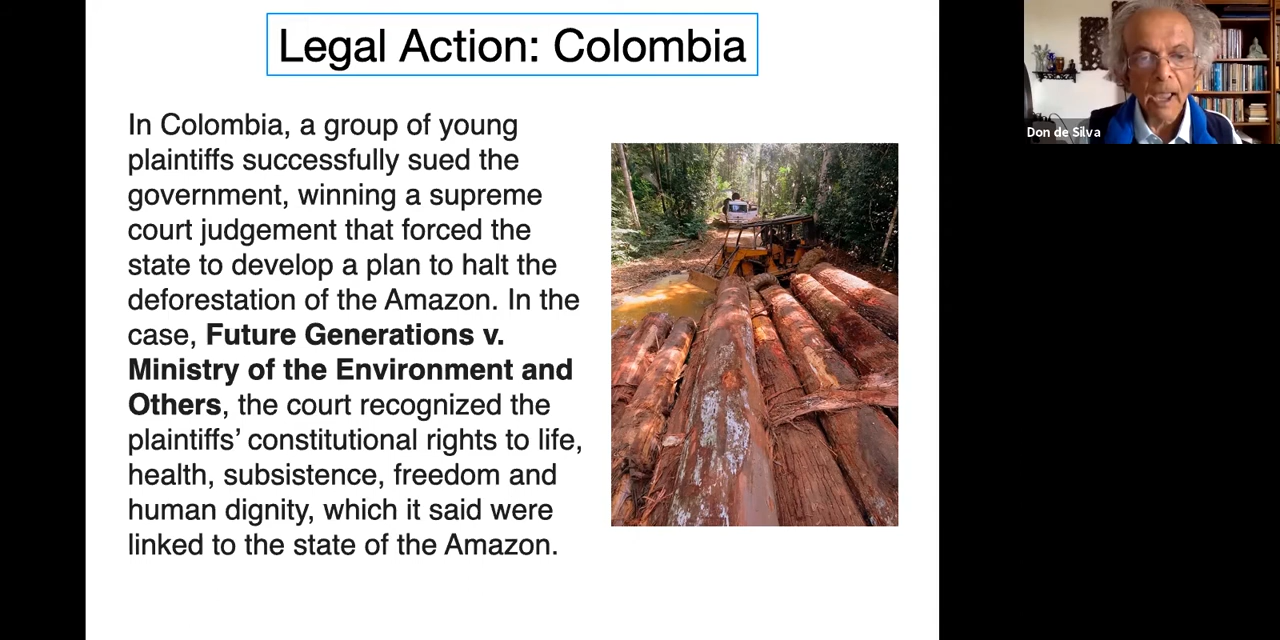 Legal Action: Colombia
In Colombia, a group of young
plaintiffs successfully sued the
government, winning a supreme
court judgement that forced the
state to develop a plan to halt the
deforestation of the Amazon. In the
case, Future Generations v.
Ministry of the Environment and
Others, the court recognized the
plaintiffs’ constitutional rights to life,
health, subsistence, freedom and
human dignity, which it said were
linked to the state of the Amazon.
Don de Silva